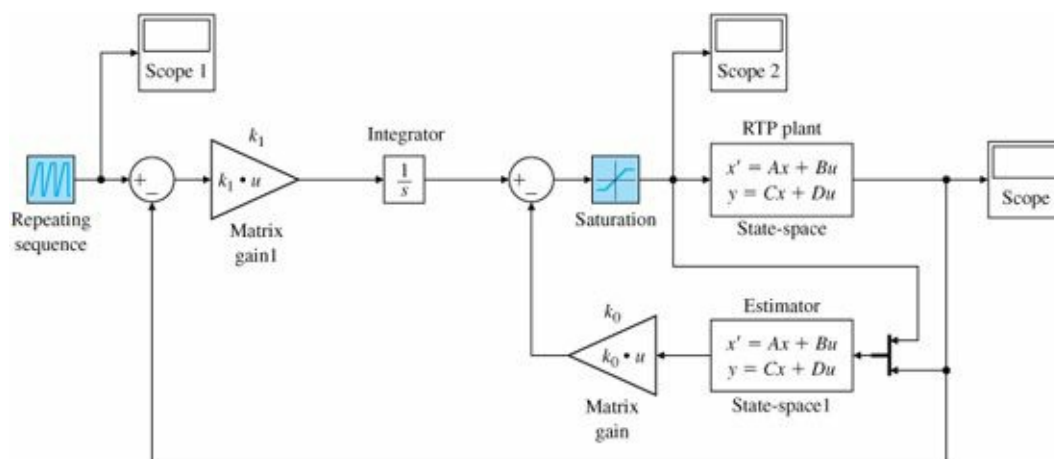 Scope 1
Scope 2
k1
Integrator
RTP plant
+
−
k1 • u
1
s
+
−
x′ = Ax + Bu
y = Cx + Du
Scope
Repeating
sequence
Matrix
gain1
Saturation
State-space
k0
Estimator
k0 • u
x′ = Ax + Bu
y = Cx + Du
Matrix
gain
State-space1